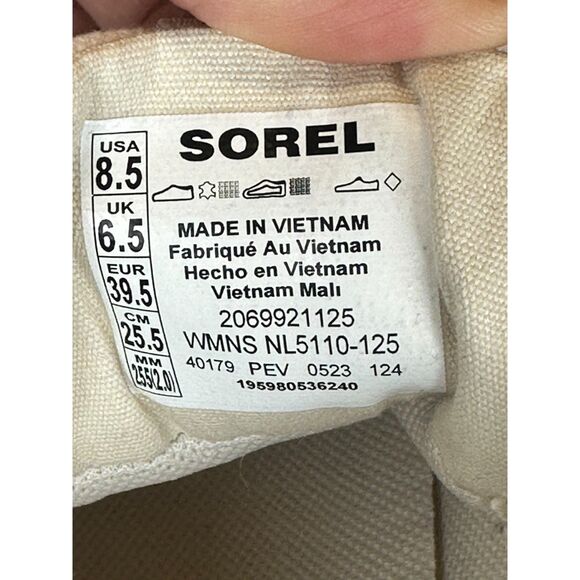 USA
8.5
UK
6.5
EUR
39.5
CM
25.5
MM
255(2.0)
SOREL
MADE IN VIETNAM
Fabriqué Au Vietnam
Hecho en Vietnam
Vietnam Malı
2069921125
WMNS NL5110-125
40179 PEV 0523 124
195980536240